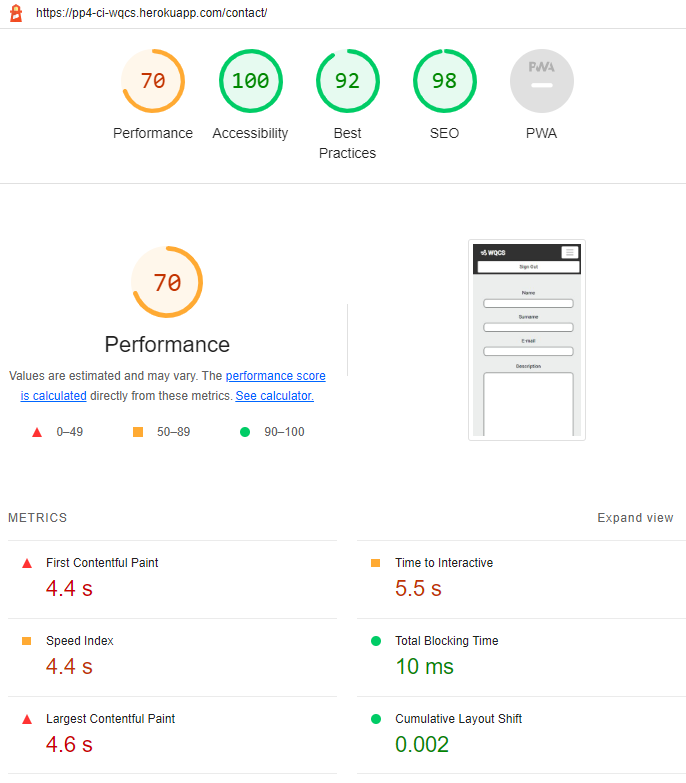 https://pp4-ci-wqcs.herokuapp.com/contact/
70
100
92
98
PWA
Performance
Accessibility
Best
Practices
SEO
PWA
70
Performance
Values are estimated and may vary. The performance score
is calculated directly from these metrics. See calculator.
0–49
50–89
90–100
WQCS
Sign Out
Name
Surname
E-mail
Description
METRICS
Expand view
First Contentful Paint
4.4 s
Time to Interactive
5.5 s
Speed Index
4.4 s
Total Blocking Time
10 ms
Largest Contentful Paint
4.6 s
Cumulative Layout Shift
0.002